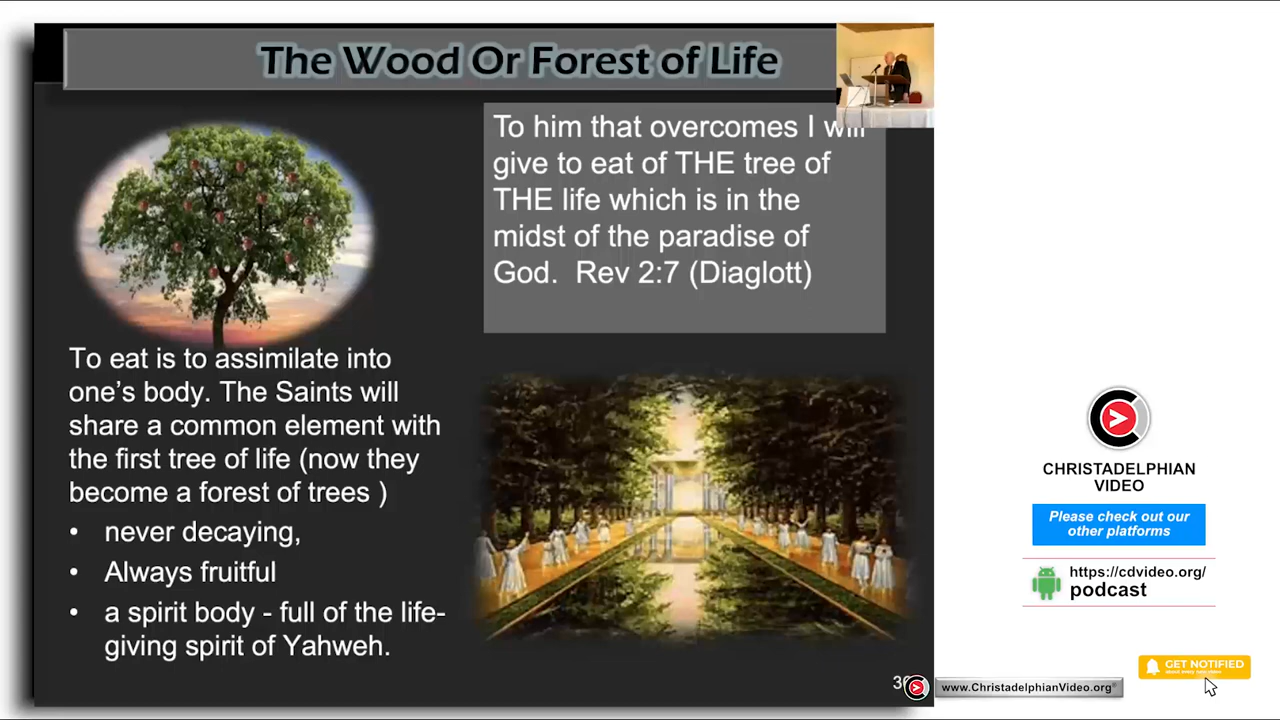 The Wood Or Forest of Life
To him that overcomes I will
give to eat of THE tree of
THE life which is in the
midst of the paradise of
God. Rev 2:7 (Diaglott)
To eat is to assimilate into
one's body. The Saints will
share a common element with
the first tree of life (now they
become a forest of trees )
• never decaying,
• Always fruitful
• a spirit body - full of the life-
giving spirit of Yahweh.
CHRISTADELPHIAN
VIDEO
Please check out our
other platforms
https://cdvideo.org/
podcast
GET NOTIFIED
www.ChristadelphianVideo.org